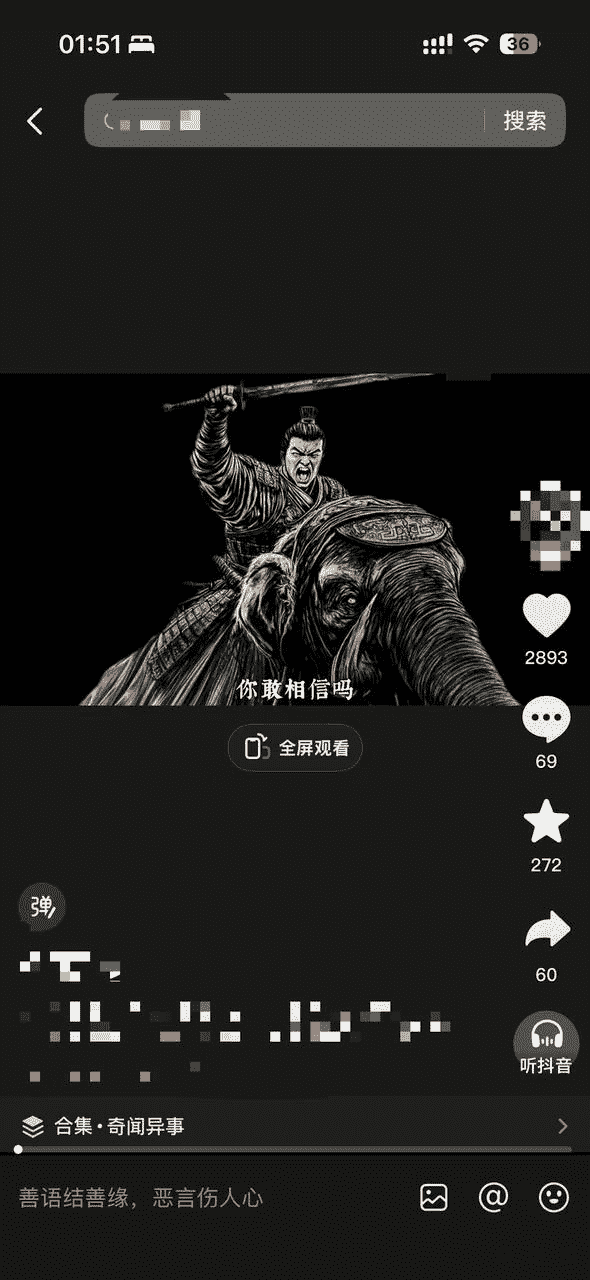 01:51
36
搜索
你敢相信吗
2893
全屏观看
69
272
弹
60
听抖音
合集·奇闻异事
善语结善缘，恶言伤人心